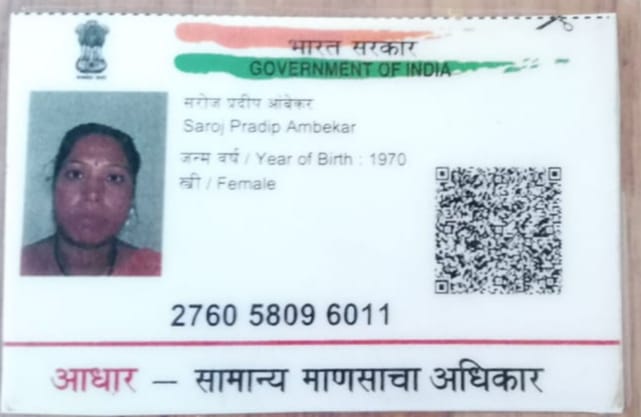 भारत सरकार
GOVERNMENT OF INDIA
सरोज प्रदीप आंबेकर
Saroj Pradip Ambekar
जन्म वर्ष / Year of Birth : 1970
स्त्री / Female
2760 5809 6011
आधार — सामान्य माणसाचा अधिकार